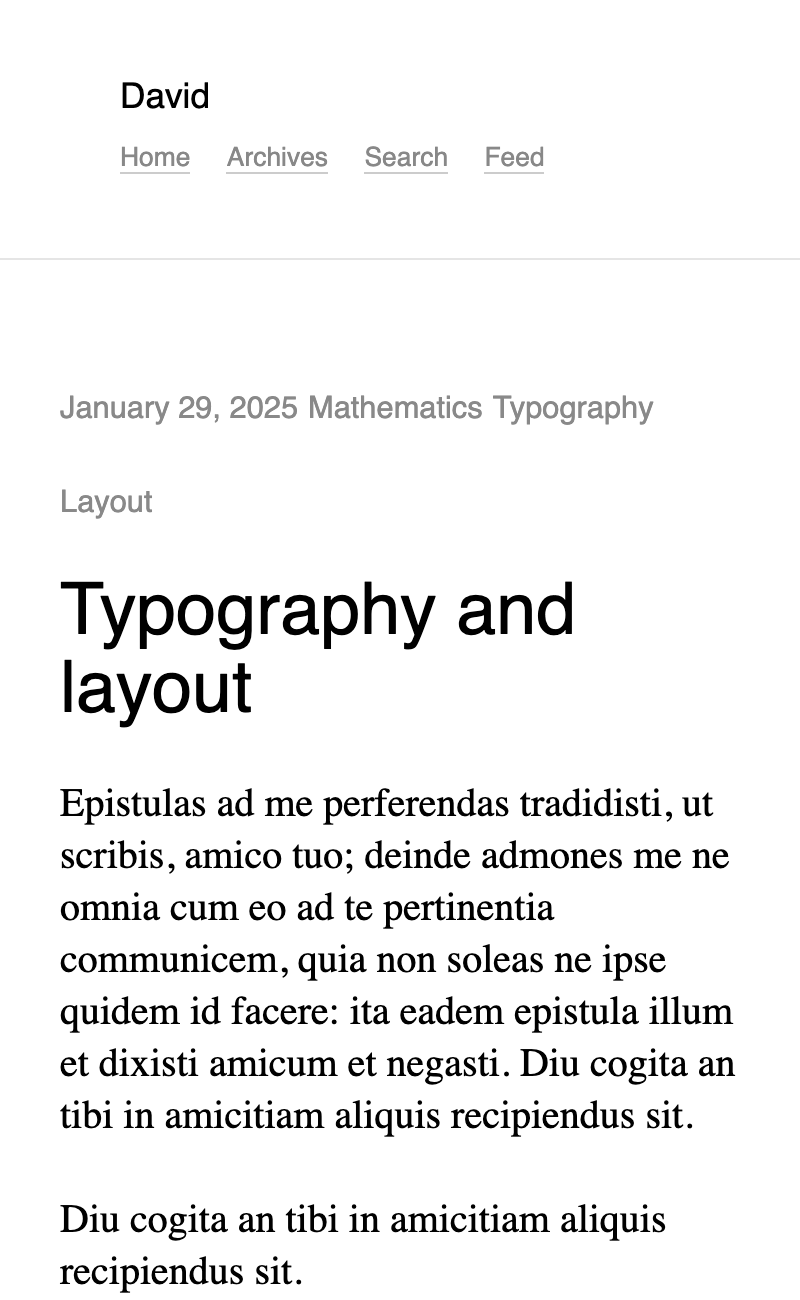 David
Home Archives Search Feed
January 29, 2025 Mathematics Typography
Layout
Typography and
layout
Epistulas ad me perferendas tradidisti, ut
scribis, amico tuo; deinde admones me ne
omnia cum eo ad te pertinentia
communicem, quia non soleas ne ipse
quidem id facere: ita eadem epistula illum
et dixisti amicum et negasti. Diu cogita an
tibi in amicitiam aliquis recipiendus sit.
Diu cogita an tibi in amicitiam aliquis
recipiendus sit.